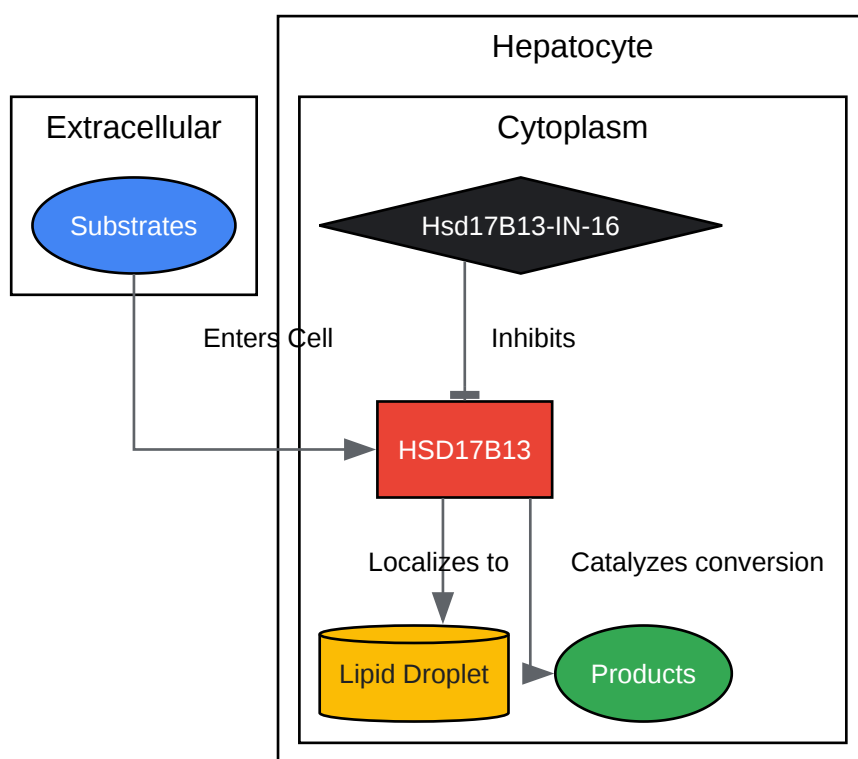 Hepatocyte
Extracellular
Cytoplasm
Substrates
Hsd17B13-IN-16
Enters Cell
Inhibits
HSD17B13
Localizes to
Catalyzes conversion
Lipid Droplet
Products